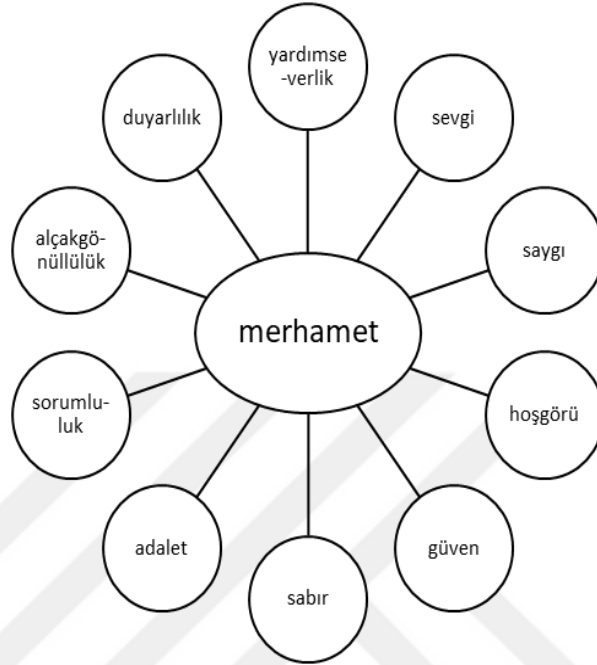 yardımse
-verlik
sevgi
saygı
hoşgörü
güven
sabır
adalet
sorumlu-
luk
alçakgö-
nüllülük
duyarlılık
merhamet